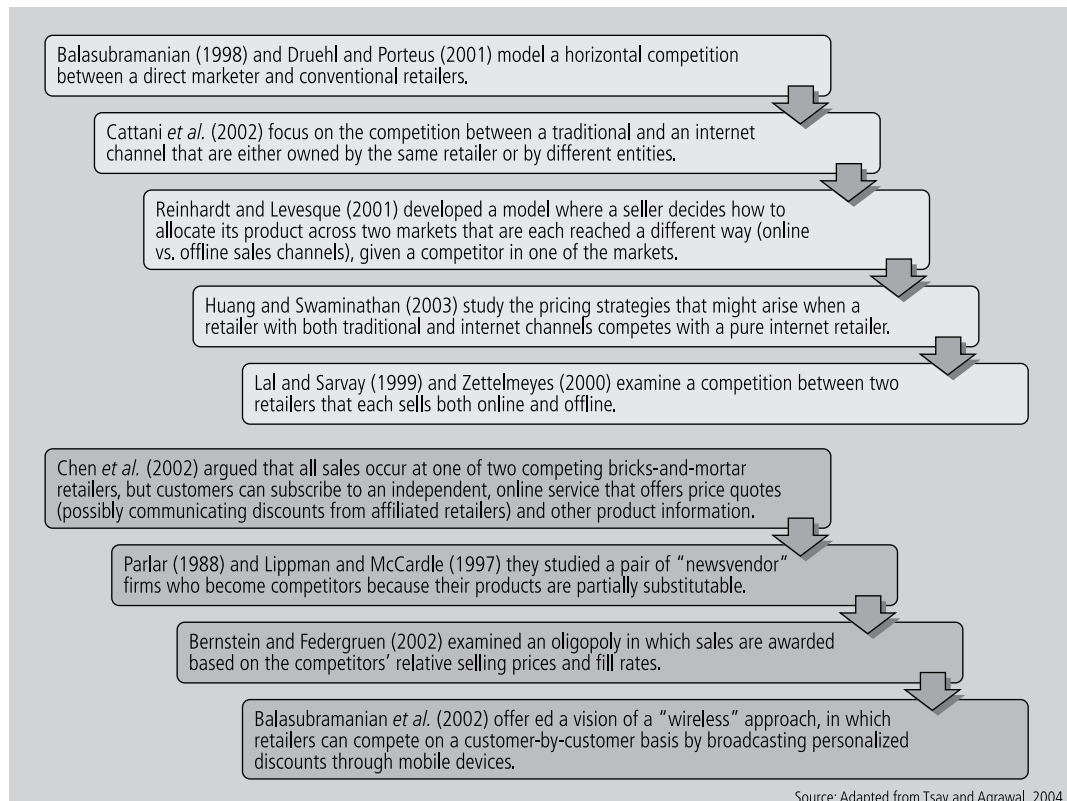 Balasubramanian (1998) and Druehl and Porteus (2001) model a horizontal competition
between a direct marketer and conventional retailers.
Cattani et al. (2002) focus on the competition between a traditional and an internet
channel that are either owned by the same retailer or by different entities.
Reinhardt and Levesque (2001) developed a model where a seller decides how to
allocate its product across two markets that are each reached a different way (online
vs. offline sales channels), given a competitor in one of the markets.
Huang and Swaminathan (2003) study the pricing strategies that might arise when a
retailer with both traditional and internet channels competes with a pure internet retailer.
Lal and Sarvay (1999) and Zettelmeyes (2000) examine a competition between two
retailers that each sells both online and offline.
Chen et al. (2002) argued that all sales occur at one of two competing bricks-and-mortar
retailers, but customers can subscribe to an independent, online service that offers price quotes
(possibly communicating discounts from affiliated retailers) and other product information.
Parlar (1988) and Lippman and McCardle (1997) they studied a pair of “newsvendor”
firms who become competitors because their products are partially substitutable.
Bernstein and Federgruen (2002) examined an oligopoly in which sales are awarded
based on the competitors’ relative selling prices and fill rates.
Balasubramanian et al. (2002) offer ed a vision of a “wireless” approach, in which
retailers can compete on a customer-by-customer basis by broadcasting personalized
discounts through mobile devices.
Source: Adapted from Tsay and Agrawal, 2004